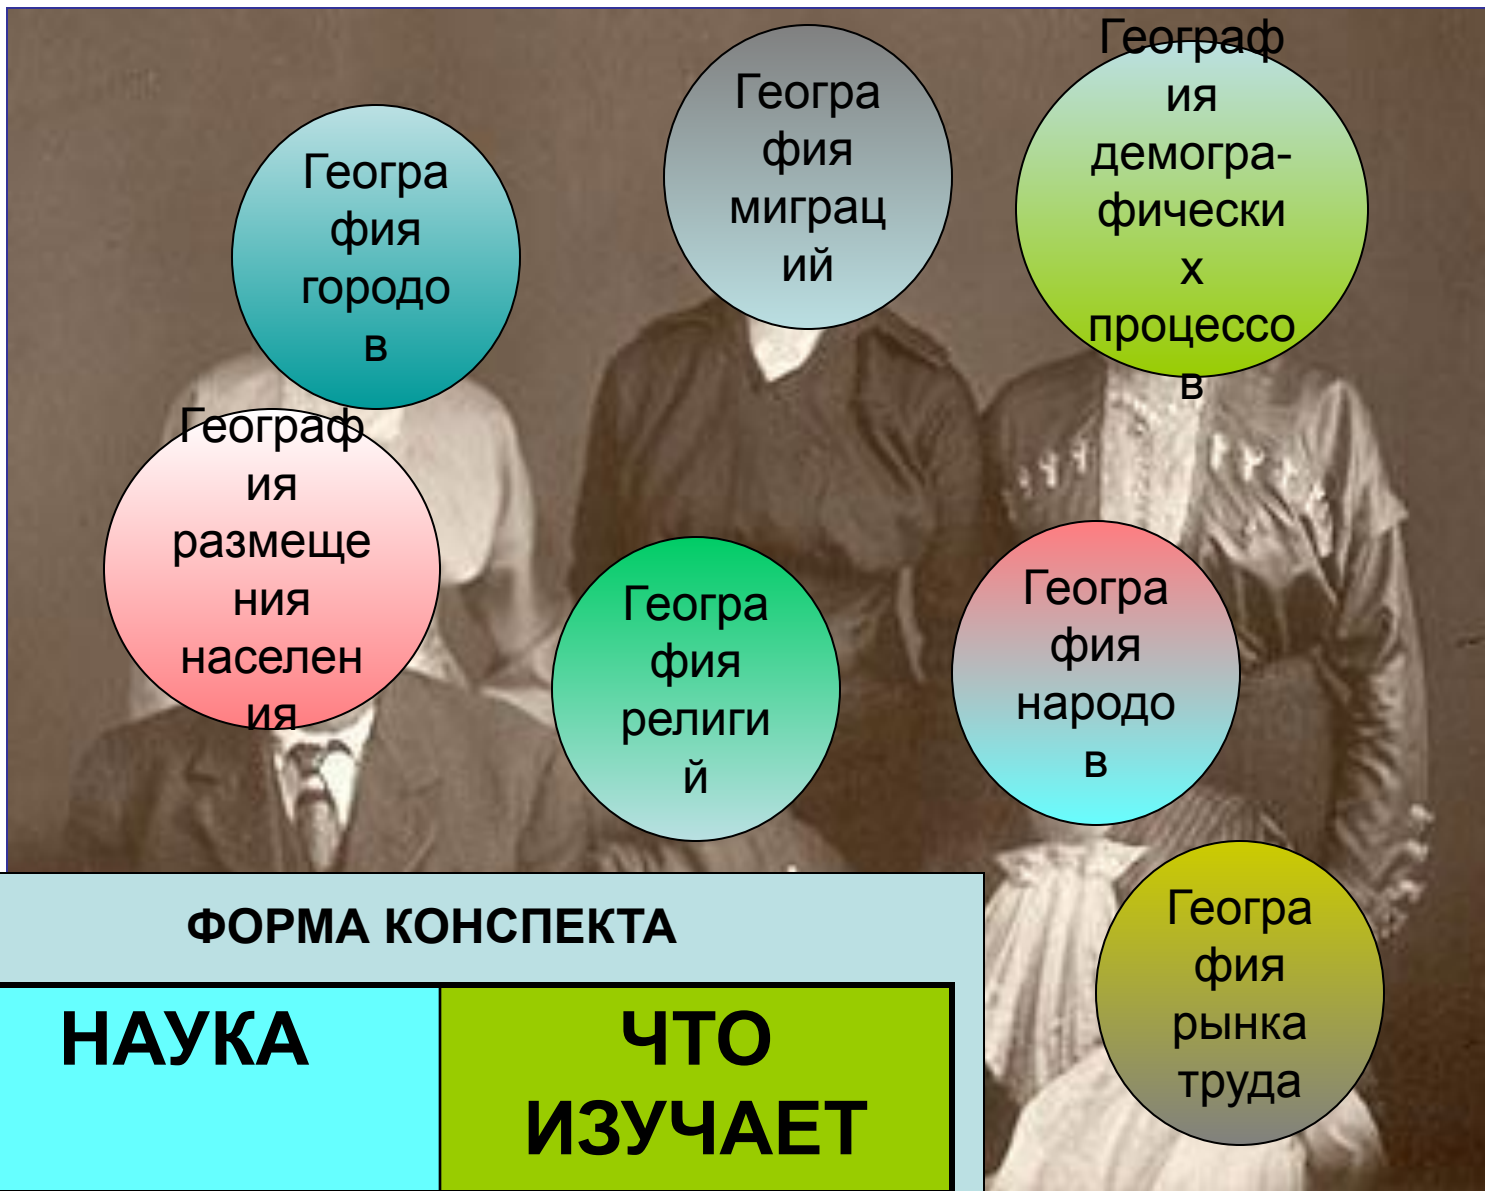 Геогра
фия
городо
в
Геогра
фия
миграц
ий
Географ
ия
демогра-
фически
х
процессо
в
Географ
ия
размеще
ния
населен
ия
Геогра
фия
религи
й
Геогра
фия
народо
в
Геогра
фия
рынка
труда
ФОРМА КОНСПЕКТА
НАУКА
ЧТО
ИЗУЧАЕТ